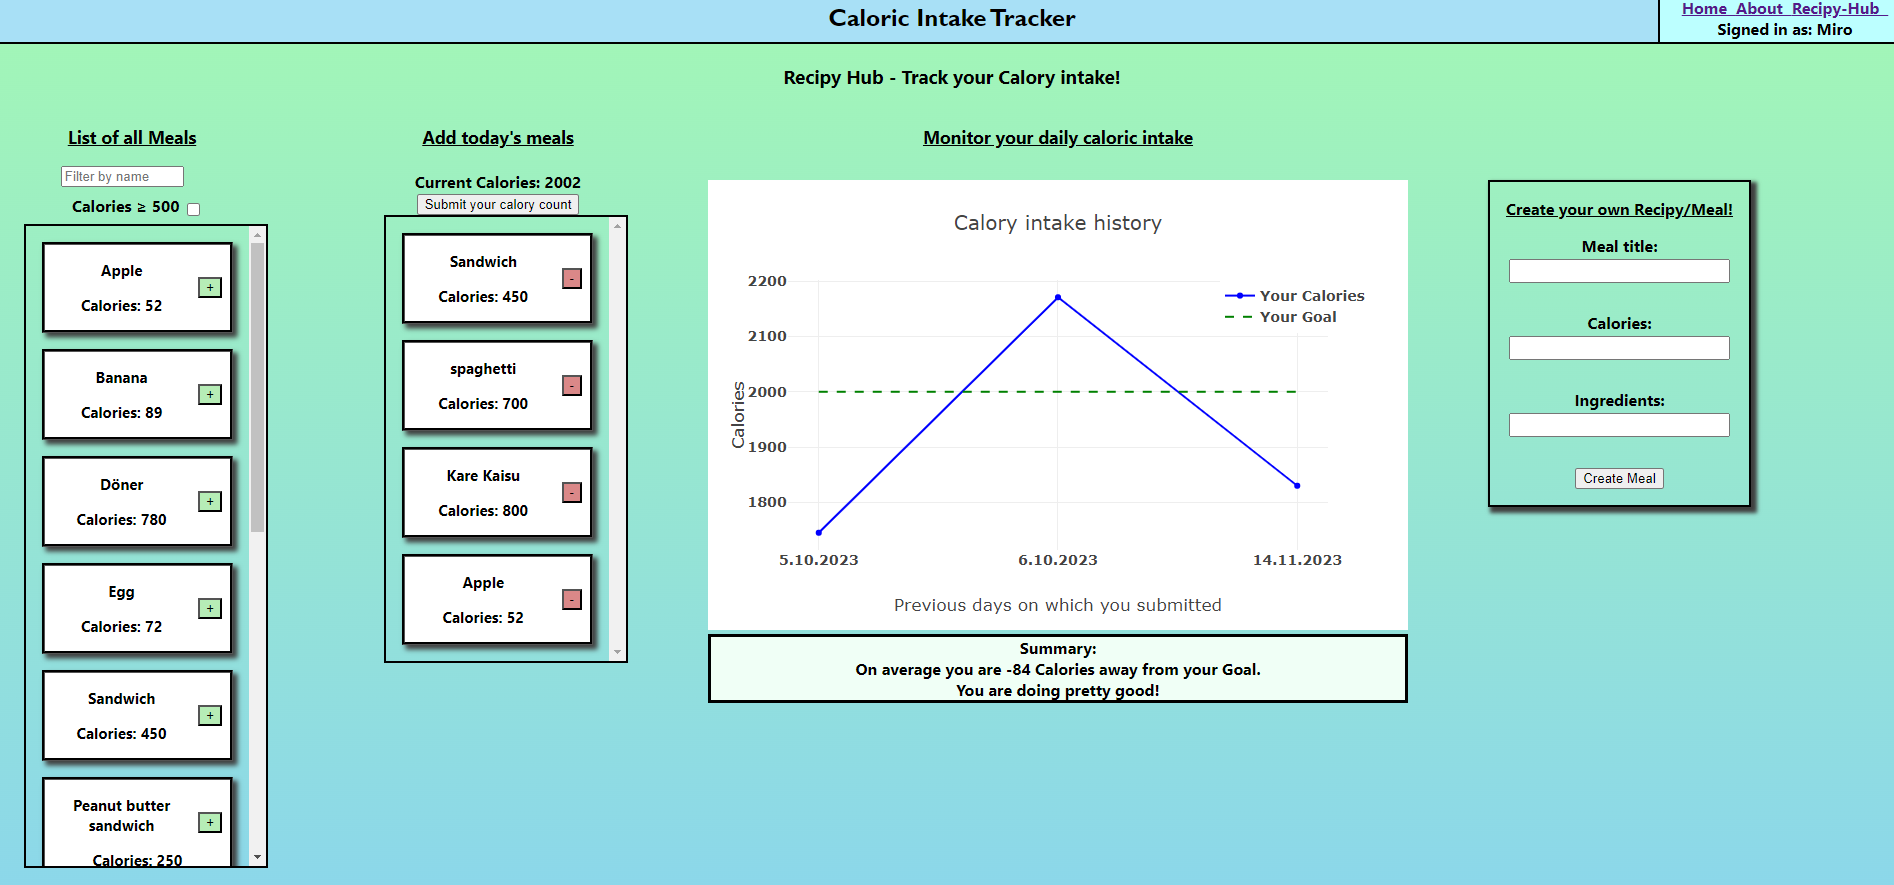 Caloric Intake Tracker
Home About Recipy-Hub
Signed in as: Miro
Recipy Hub - Track your Calory intake!
List of all Meals
Filter by name
Calories ≥ 500
Apple
+
Calories: 52
Banana
+
Calories: 89
Döner
+
Calories: 780
Egg
+
Calories: 72
Sandwich
+
Calories: 450
Peanut butter
sandwich
+
Calories: 250
Add today's meals
Current Calories: 2002
Submit your calory count
Sandwich
-
Calories: 450
spaghetti
-
Calories: 700
Kare Kaisu
-
Calories: 800
Apple
-
Calories: 52
Monitor your daily caloric intake
Calory intake history
2200
2100
2000
1900
1800
Calories
Your Calories
Your Goal
5.10.2023
6.10.2023
14.11.2023
Previous days on which you submitted
Summary:
On average you are -84 Calories away from your Goal.
You are doing pretty good!
Create your own Recipy/Meal!
Meal title:
Calories:
Ingredients:
Create Meal